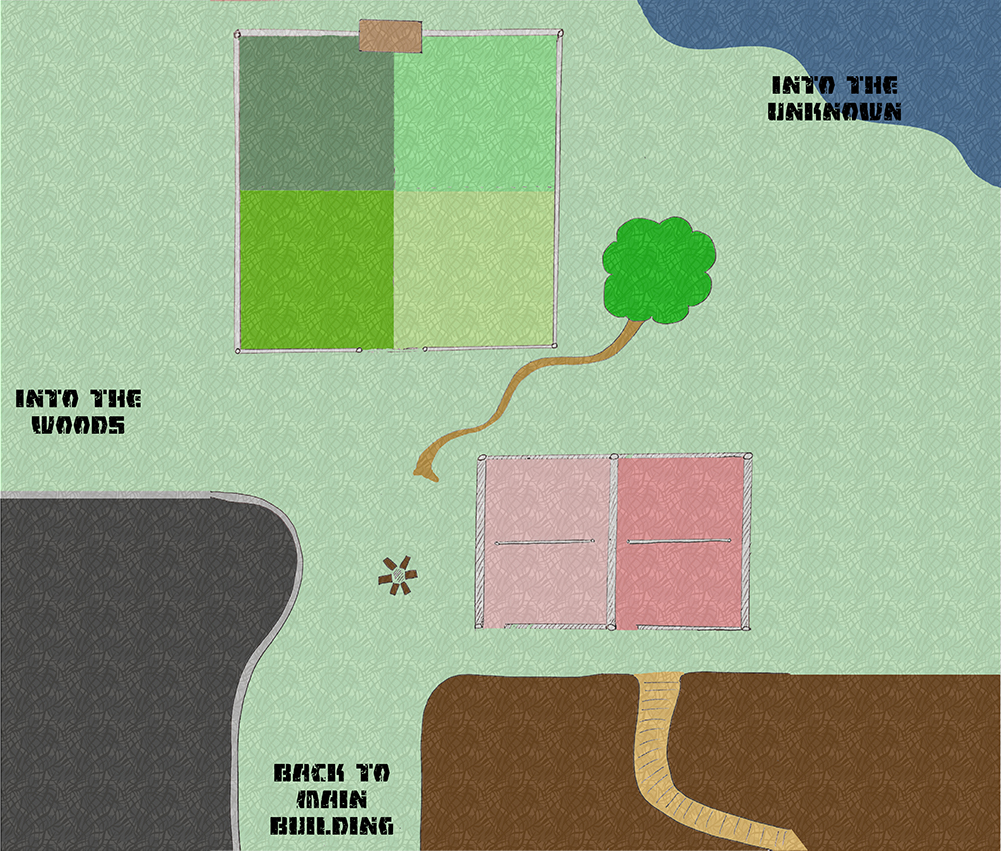 INTO THE
UNKNOWN
INTO THE
WOODS
BACK TO
MAIN
BUILDING